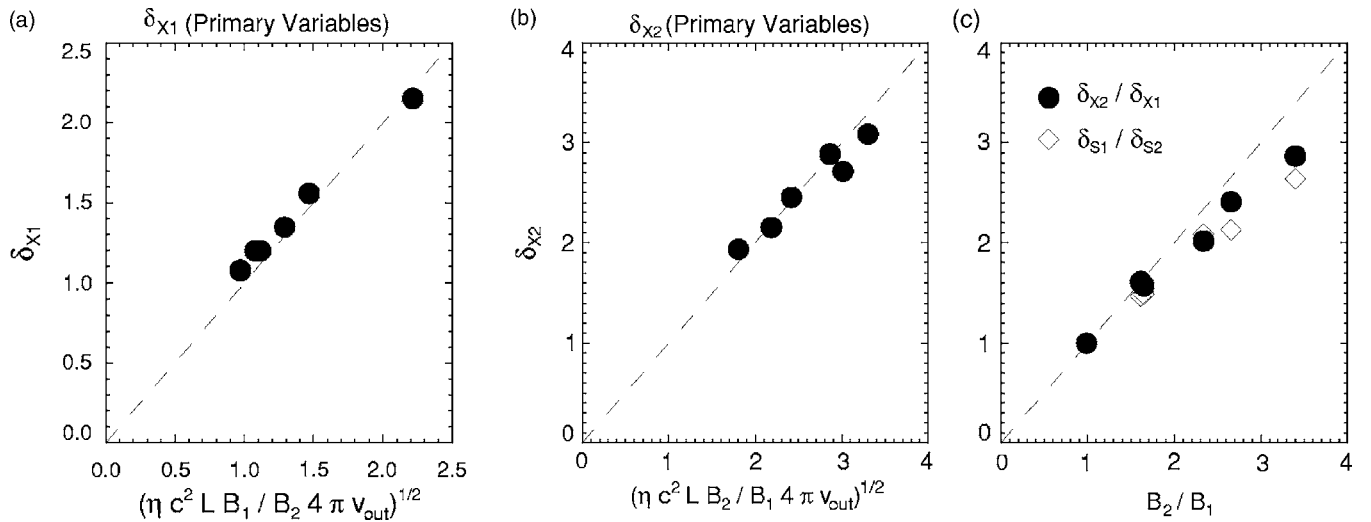 (a) δX1 (Primary Variables)
2.5
2.0
1.5
1.0
0.5
0.0
δX1
0.0 0.5 1.0 1.5 2.0 2.5
(η c² L B₁ / B₂ 4 π v_out)^1/2
(b) δX2 (Primary Variables)
4
3
2
1
0
δX2
0 1 2 3 4
(η c² L B₂ / B₁ 4 π v_out)^1/2
(c)
4
3
2
1
0
δX2 / δX1
δS1 / δS2
0 1 2 3 4
B₂ / B₁